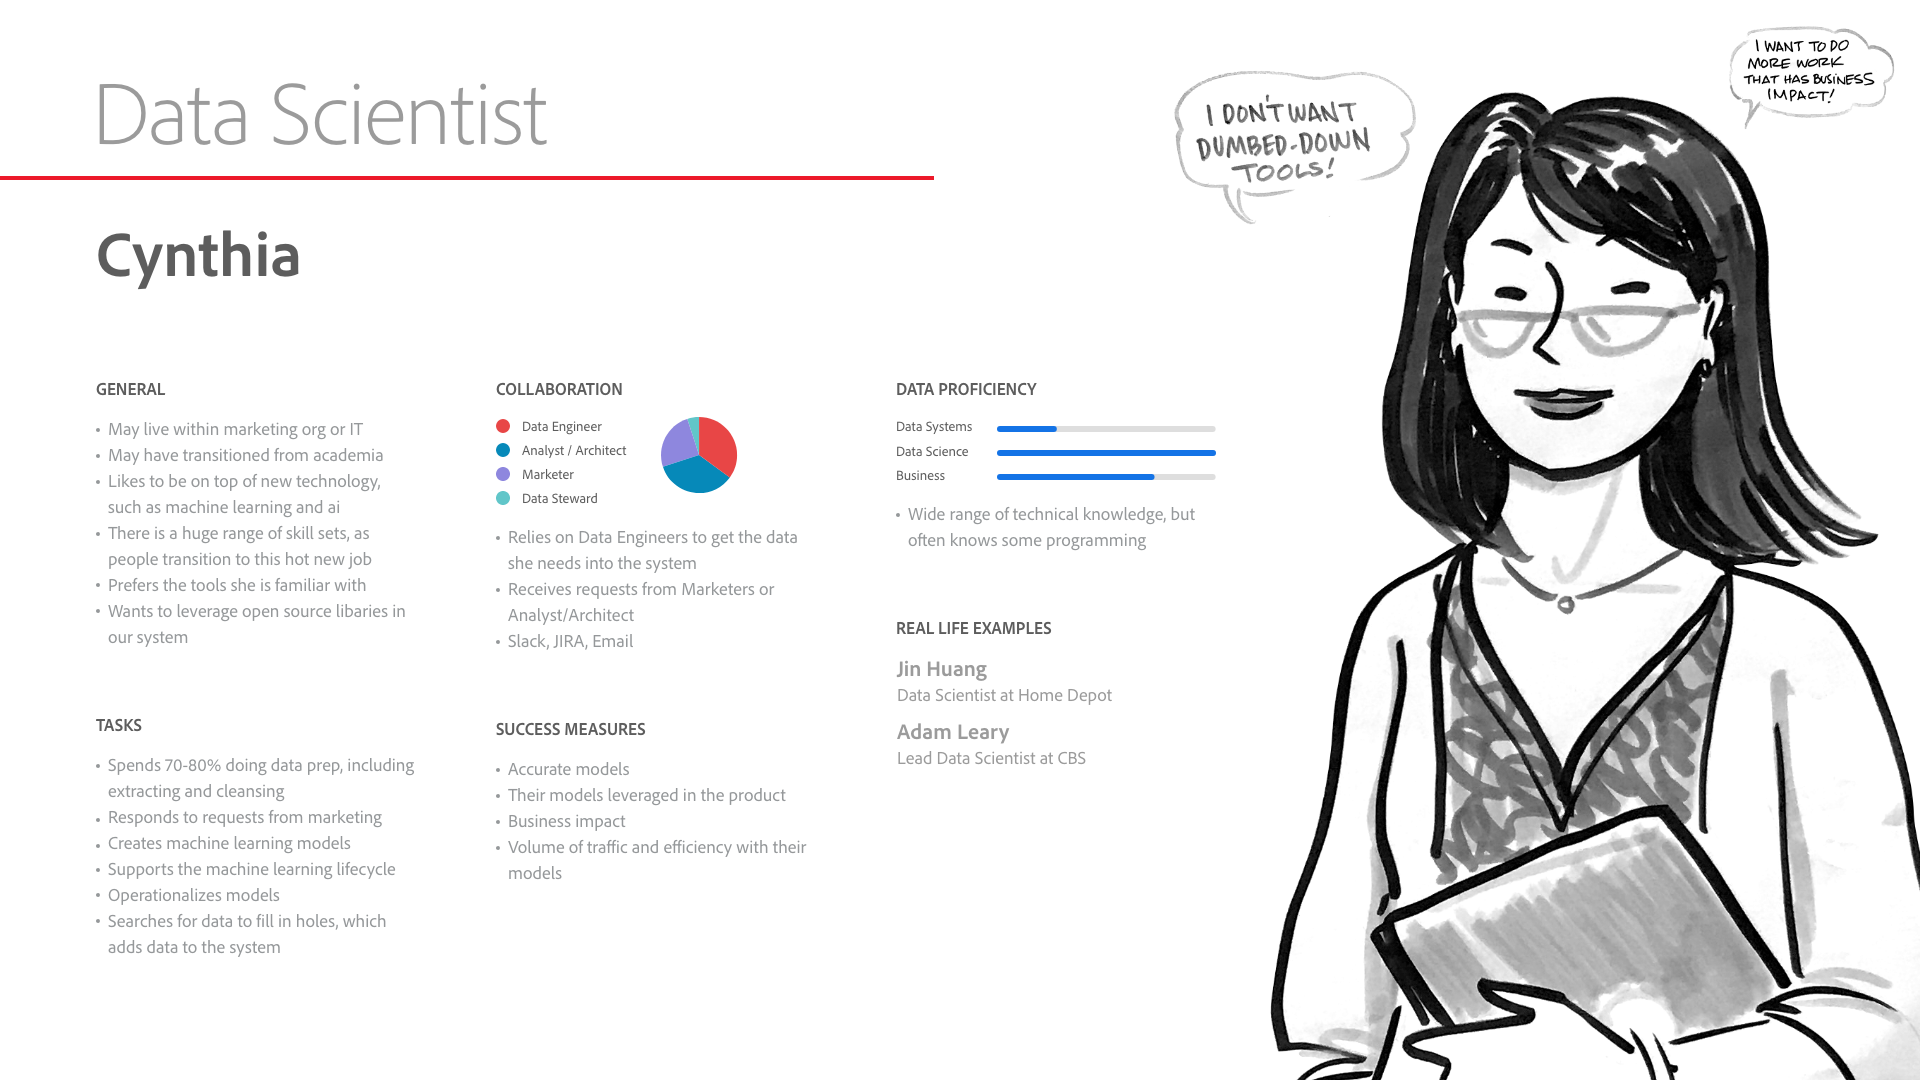 Data Scientist
I DON'T WANT
DUMBED-DOWN
TOOLS!
I WANT TO DO
MORE WORK
THAT HAS BUSINESS
IMPACT!
Cynthia
GENERAL
• May live within marketing org or IT
• May have transitioned from academia
• Likes to be on top of new technology,
such as machine learning and ai
• There is a huge range of skill sets, as
people transition to this hot new job
• Prefers the tools she is familiar with
• Wants to leverage open source libaries in
our system
TASKS
• Spends 70-80% doing data prep, including
extracting and cleansing
• Responds to requests from marketing
• Creates machine learning models
• Supports the machine learning lifecycle
• Operationalizes models
• Searches for data to fill in holes, which
adds data to the system
COLLABORATION
Data Engineer
Analyst / Architect
Marketer
Data Steward
• Relies on Data Engineers to get the data
she needs into the system
• Receives requests from Marketers or
Analyst/Architect
• Slack, JIRA, Email
SUCCESS MEASURES
• Accurate models
• Their models leveraged in the product
• Business impact
• Volume of traffic and efficiency with their
models
DATA PROFICIENCY
Data Systems
Data Science
Business
• Wide range of technical knowledge, but
often knows some programming
REAL LIFE EXAMPLES
Jin Huang
Data Scientist at Home Depot
Adam Leary
Lead Data Scientist at CBS